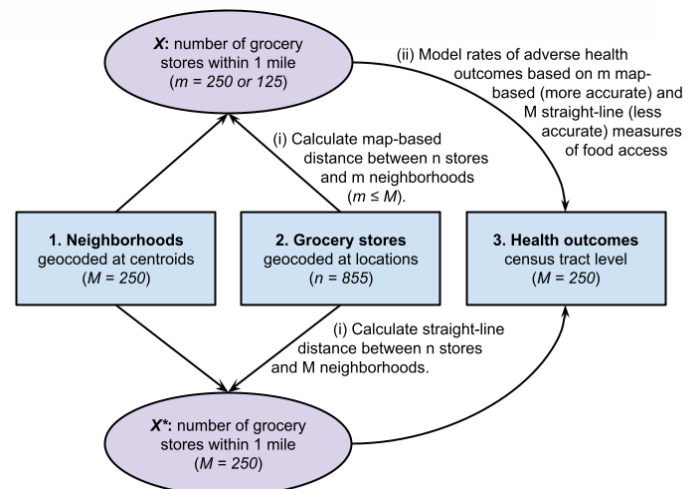 X: number of grocery
stores within 1 mile
(m = 250 or 125)
(ii) Model rates of adverse health
outcomes based on m map-
based (more accurate) and
M straight-line (less
accurate) measures
of food access
(i) Calculate map-based
distance between n stores
and m neighborhoods
(m ≤ M).
1. Neighborhoods
geocoded at centroids
(M = 250)
2. Grocery stores
geocoded at locations
(n = 855)
3. Health outcomes
census tract level
(M = 250)
(i) Calculate straight-line
distance between n stores
and M neighborhoods.
X*: number of grocery
stores within 1 mile
(M = 250)